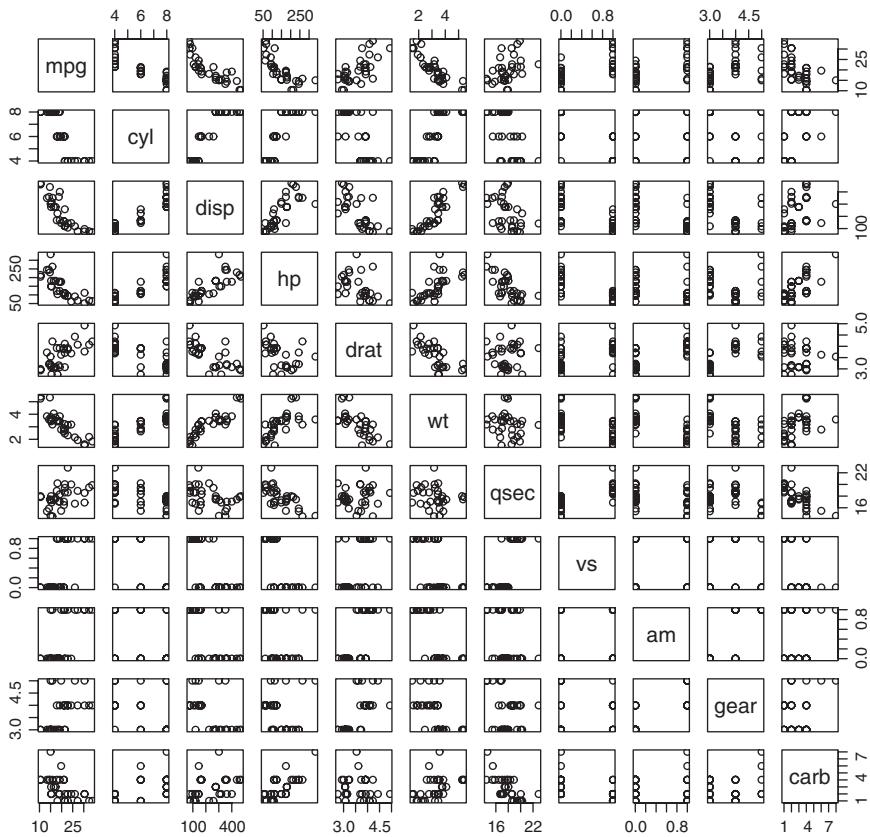 4 6 8 50 250 2 4 0.0 0.8 3.0 4.5
mpg 10 25
4 6 8 cyl
disp 100
50 250 hp
drat 3.0 5.0
2 4 wt
qsec 16 22
0.0 0.8 vs
am 0.0 0.8
3.0 4.5 gear
carb 1 4 7
10 25 100 400 3.0 4.5 16 22 0.0 0.8 1 4 7